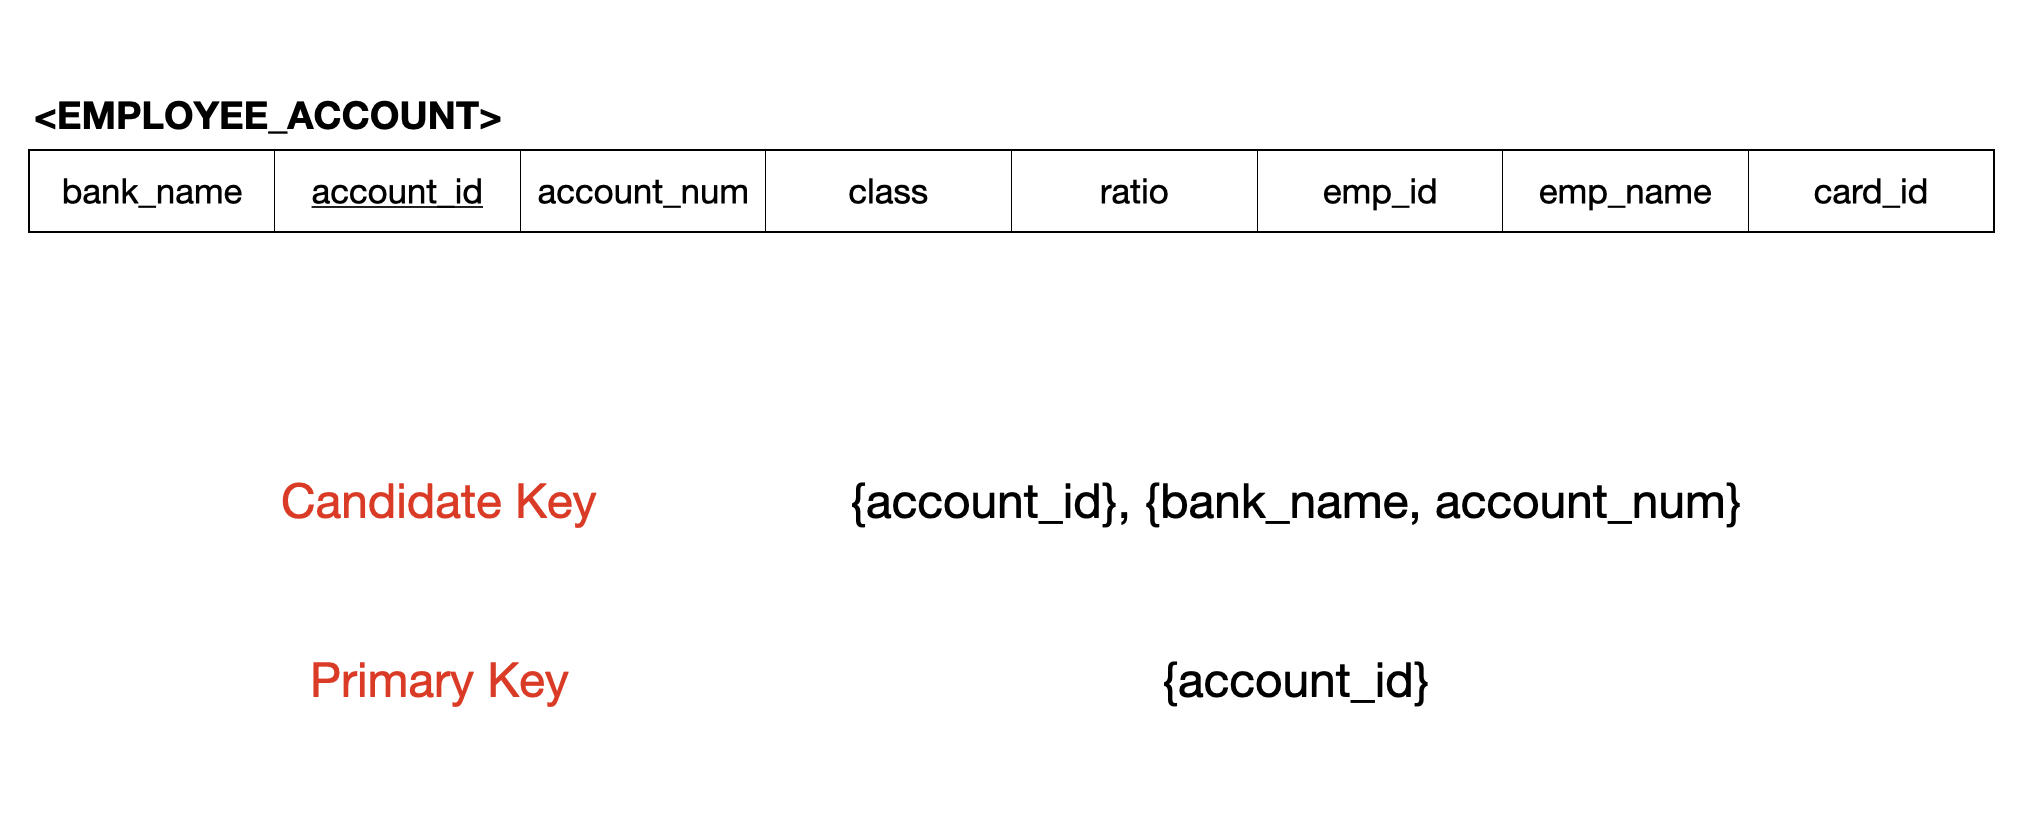 <EMPLOYEE_ACCOUNT>
bank_name account_id account_num class ratio emp_id emp_name card_id
Candidate Key {account_id}, {bank_name, account_num}
Primary Key {account_id}